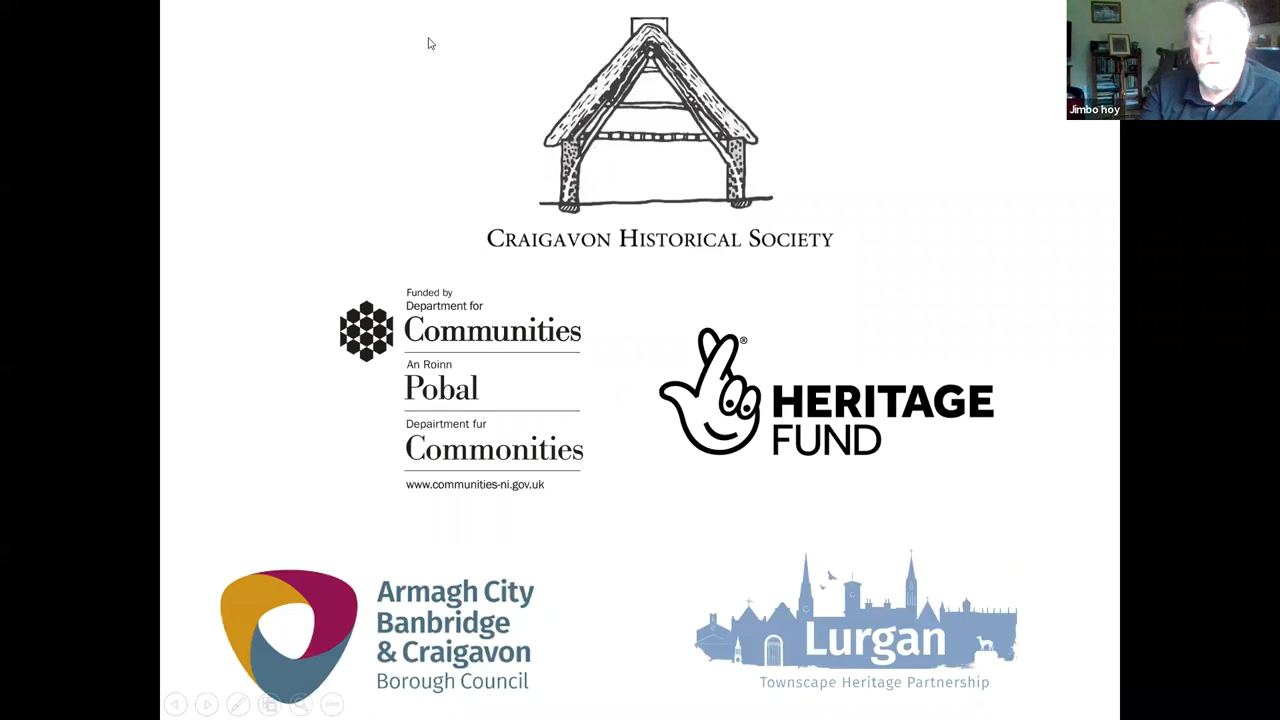 Jimbo hoy
CRAIGAVON HISTORICAL SOCIETY
Funded by
Department for
Communities
An Roinn
Pobal
Depairtment fur
Commonities
www.communities-ni.gov.uk
®
HERITAGE
FUND
Armagh City
Banbridge
& Craigavon
Borough Council
Lurgan
Townscape Heritage Partnership